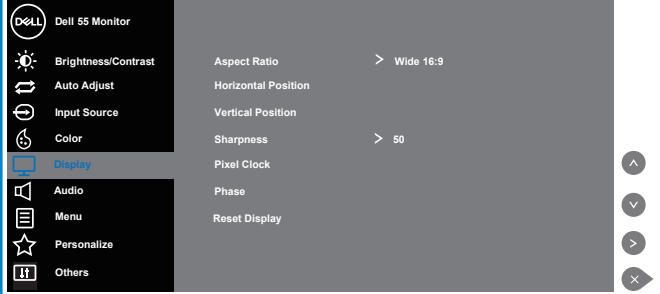 DELL Dell 55 Monitor
Brightness/Contrast
Auto Adjust
Input Source
Color
Display
Audio
Menu
Personalize
Others
Aspect Ratio > Wide 16:9
Horizontal Position
Vertical Position
Sharpness > 50
Pixel Clock
Phase
Reset Display